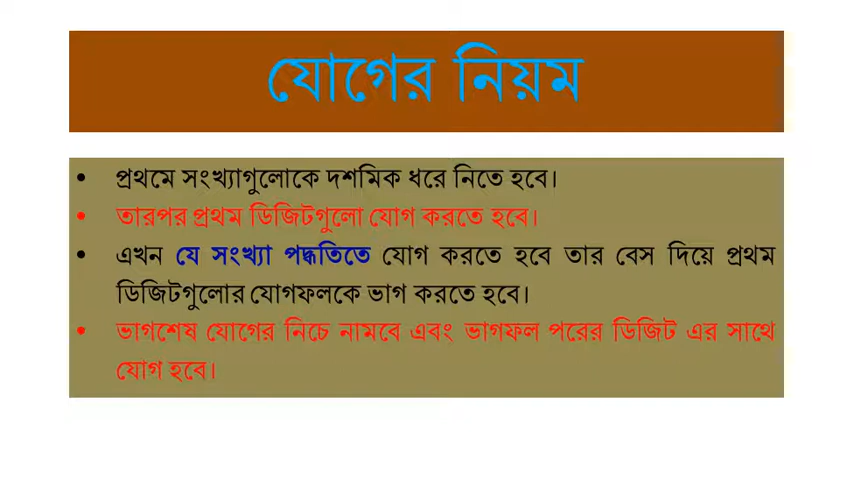 যোগের নিয়ম
• প্রথমে সংখ্যাগুলোকে দশমিক ধরে নিতে হবে।
• তারপর প্রথম ডিজিটগুলো যোগ করতে হবে।
• এখন যে সংখ্যা পদ্ধতিতে যোগ করতে হবে তার বেস দিয়ে প্রথম
ডিজিটগুলোর যোগফলকে ভাগ করতে হবে।
• ভাগশেষ যোগের নিচে নামবে এবং ভাগফল পরের ডিজিট এর সাথে
যোগ হবে।